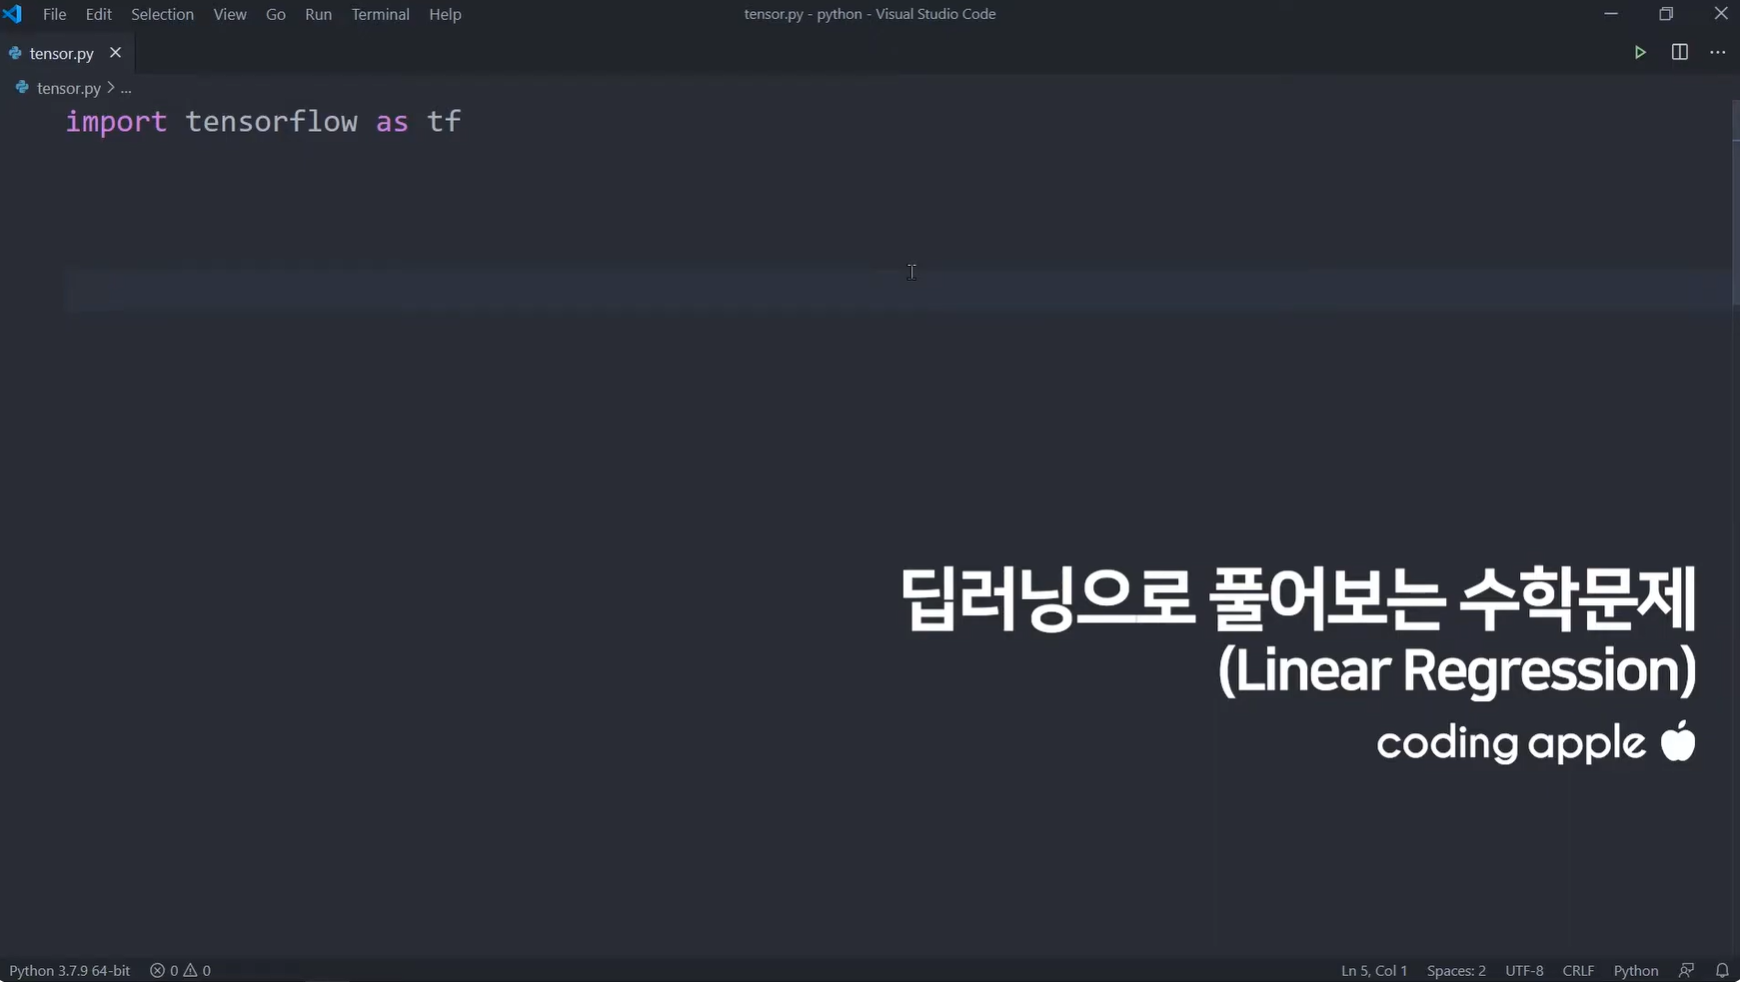 File Edit Selection View Go Run Terminal Help
tensor.py - python - Visual Studio Code
tensor.py
tensor.py > ...
import tensorflow as tf
딥러닝으로 풀어보는 수학문제
(Linear Regression)
coding apple
Python 3.7.9 64-bit 0 0
Ln 5, Col 1 Spaces: 2 UTF-8 CRLF Python